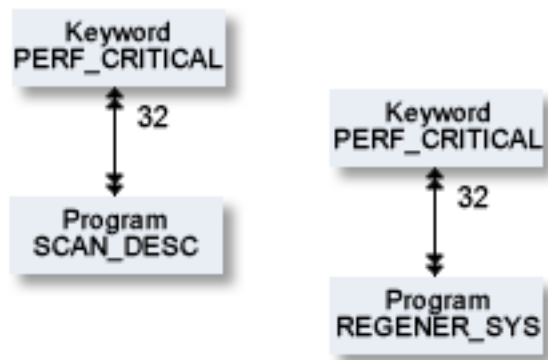 Keyword
PERF_CRITICAL
32
Program
SCAN_DESC
Keyword
PERF_CRITICAL
32
Program
REGENER_SYS